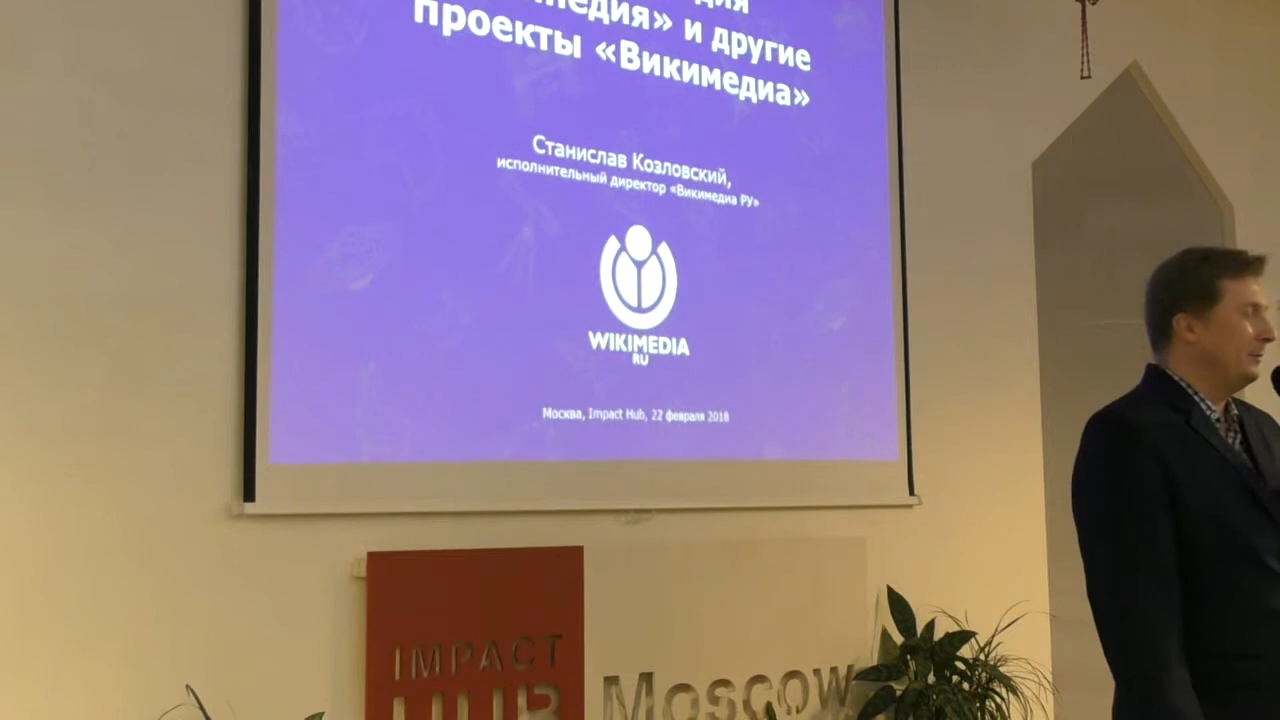 и другие
проекты «Викимедиа»
Станислав Козловский,
исполнительный директор «Викимедиа РУ»
WIKIMEDIA
RU
Москва, Impact Hub, 22 февраля 2018
IMPACT
HUB
Moscow